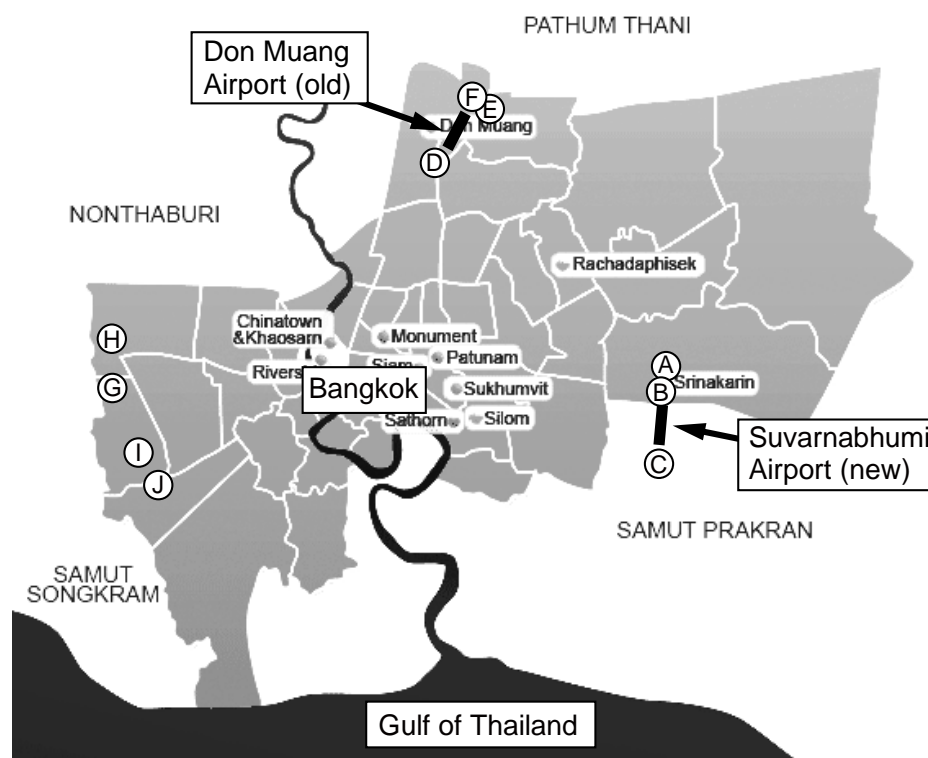 PATHUM THANI
Don Muang
Airport (old)
F
E
Don Muang
D
NONTHABURI
Rachadaphisek
Chinatown
&Khaosarn
Monument
H
Patunam
Siam
A
Rivers
Srinakarin
G
Bangkok
Sukhumvit
B
Sathorn
Silom
Suvarnabhumi
Airport (new)
I
C
J
SAMUT PRAKRAN
SAMUT
SONGKRAM
Gulf of Thailand